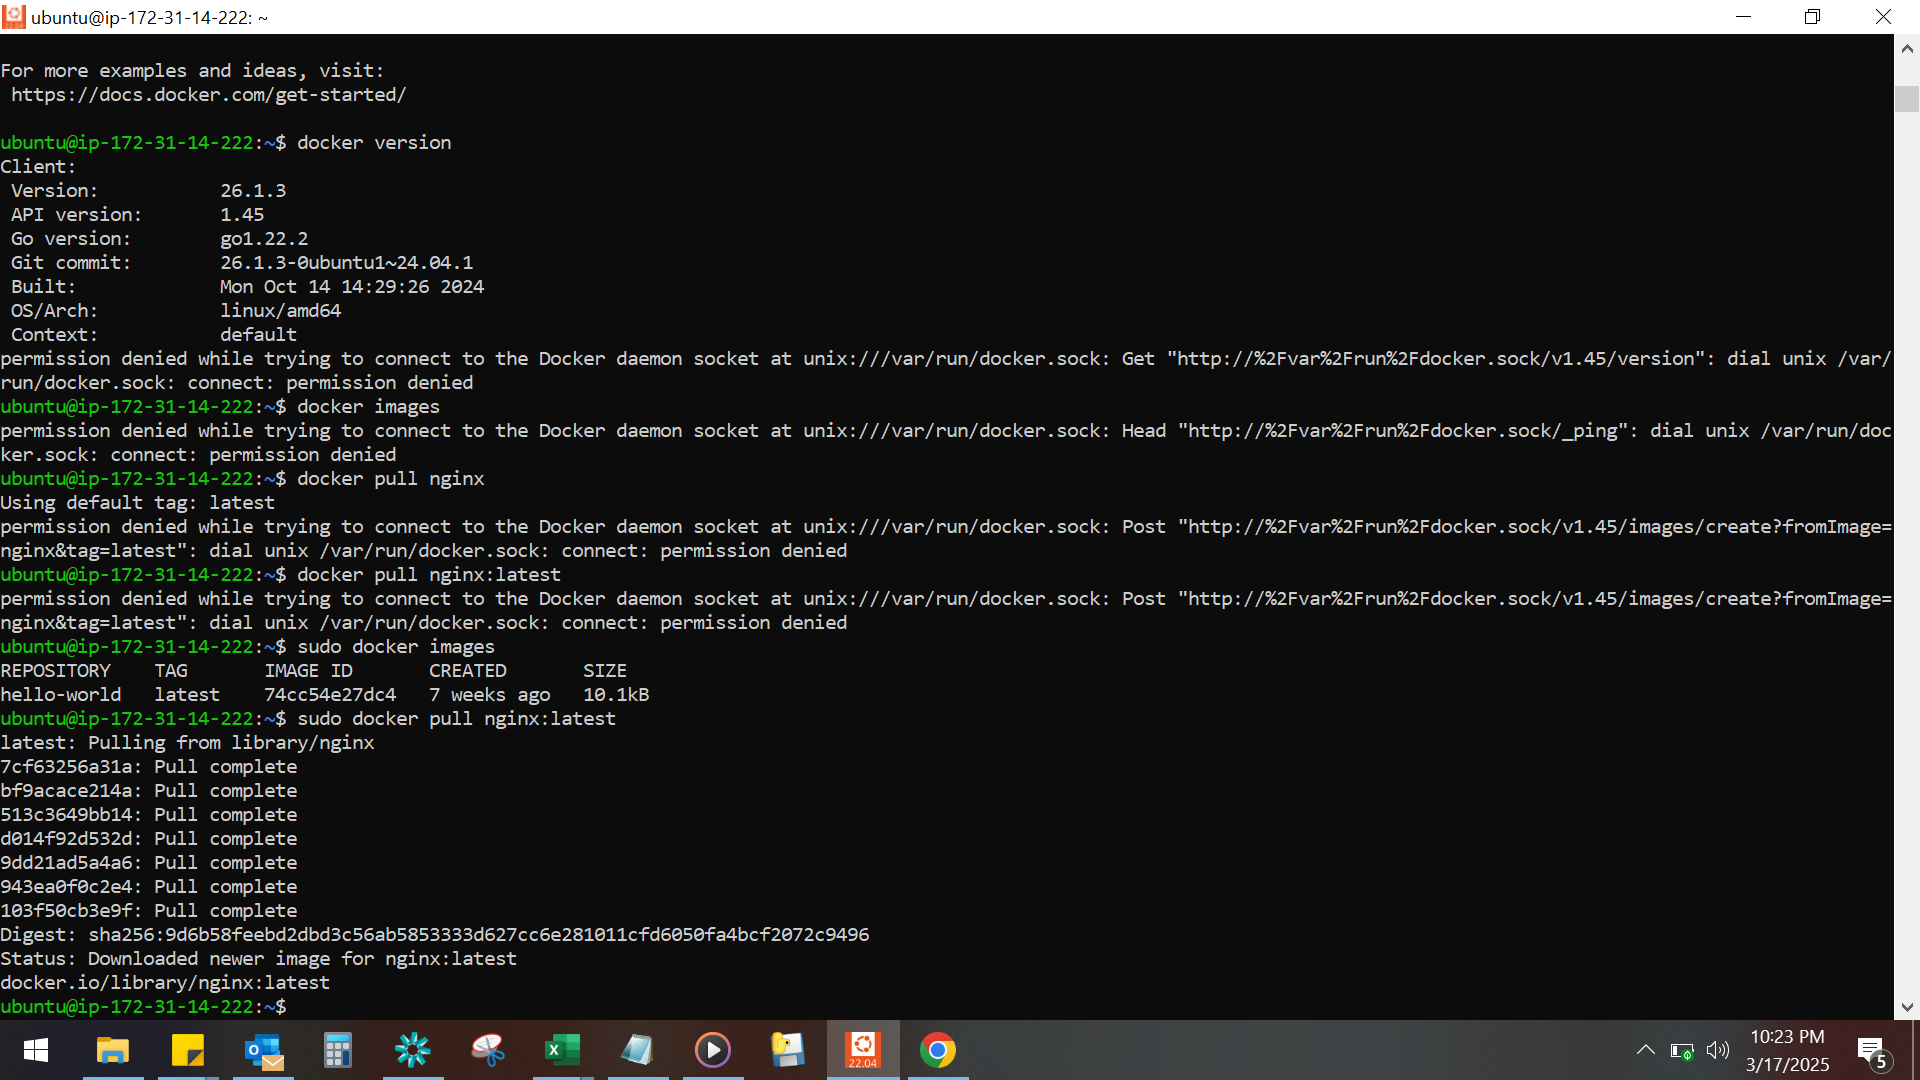 ubuntu@ip-172-31-14-222: ~
For more examples and ideas, visit:
 https://docs.docker.com/get-started/
ubuntu@ip-172-31-14-222:~$ docker version
Client:
 Version:           26.1.3
 API version:       1.45
 Go version:        go1.22.2
 Git commit:        26.1.3-0ubuntu1~24.04.1
 Built:             Mon Oct 14 14:29:26 2024
 OS/Arch:           linux/amd64
 Context:           default
permission denied while trying to connect to the Docker daemon socket at unix:///var/run/docker.sock: Get "http://%2Fvar%2Frun%2Fdocker.sock/v1.45/version": dial unix /var/
run/docker.sock: connect: permission denied
ubuntu@ip-172-31-14-222:~$ docker images
permission denied while trying to connect to the Docker daemon socket at unix:///var/run/docker.sock: Head "http://%2Fvar%2Frun%2Fdocker.sock/_ping": dial unix /var/run/doc
ker.sock: connect: permission denied
ubuntu@ip-172-31-14-222:~$ docker pull nginx
Using default tag: latest
permission denied while trying to connect to the Docker daemon socket at unix:///var/run/docker.sock: Post "http://%2Fvar%2Frun%2Fdocker.sock/v1.45/images/create?fromImage=
nginx&tag=latest": dial unix /var/run/docker.sock: connect: permission denied
ubuntu@ip-172-31-14-222:~$ docker pull nginx:latest
permission denied while trying to connect to the Docker daemon socket at unix:///var/run/docker.sock: Post "http://%2Fvar%2Frun%2Fdocker.sock/v1.45/images/create?fromImage=
nginx&tag=latest": dial unix /var/run/docker.sock: connect: permission denied
ubuntu@ip-172-31-14-222:~$ sudo docker images
REPOSITORY    TAG       IMAGE ID       CREATED       SIZE
hello-world   latest    74cc54e27dc4   7 weeks ago   10.1kB
ubuntu@ip-172-31-14-222:~$ sudo docker pull nginx:latest
latest: Pulling from library/nginx
7cf63256a31a: Pull complete
bf9acace214a: Pull complete
513c3649bb14: Pull complete
d014f92d532d: Pull complete
9dd21ad5a4a6: Pull complete
943ea0f0c2e4: Pull complete
103f50cb3e9f: Pull complete
Digest: sha256:9d6b58feebd2dbd3c56ab5853333d627cc6e281011cfd6050fa4bcf2072c9496
Status: Downloaded newer image for nginx:latest
docker.io/library/nginx:latest
ubuntu@ip-172-31-14-222:~$
22.04
10:23 PM
3/17/2025
5